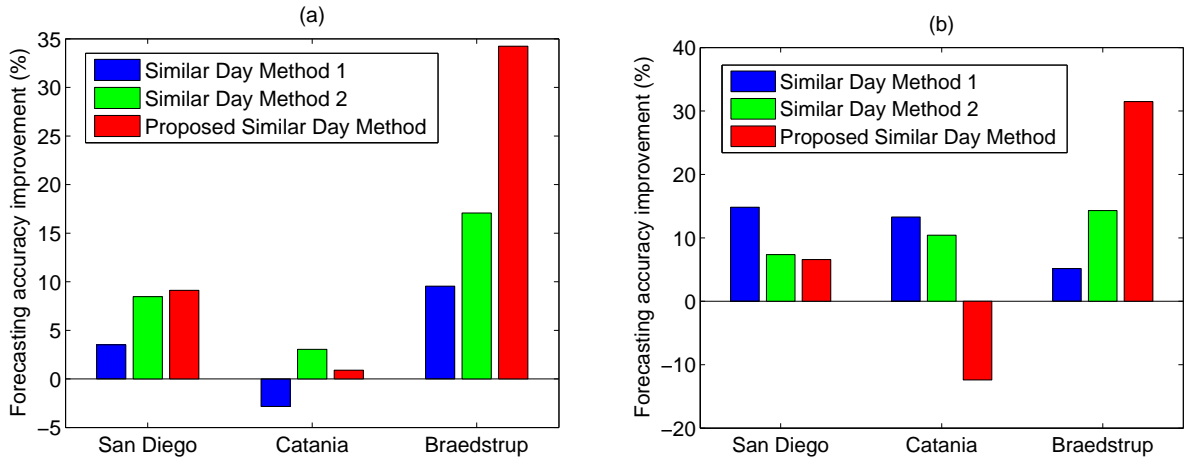 (a)
Forecasting accuracy improvement (%)
35
30
25
20
15
10
5
0
−5
Similar Day Method 1
Similar Day Method 2
Proposed Similar Day Method
San Diego Catania Braedstrup
(b)
Forecasting accuracy improvement (%)
40
30
20
10
0
−10
−20
Similar Day Method 1
Similar Day Method 2
Proposed Similar Day Method
San Diego Catania Braedstrup